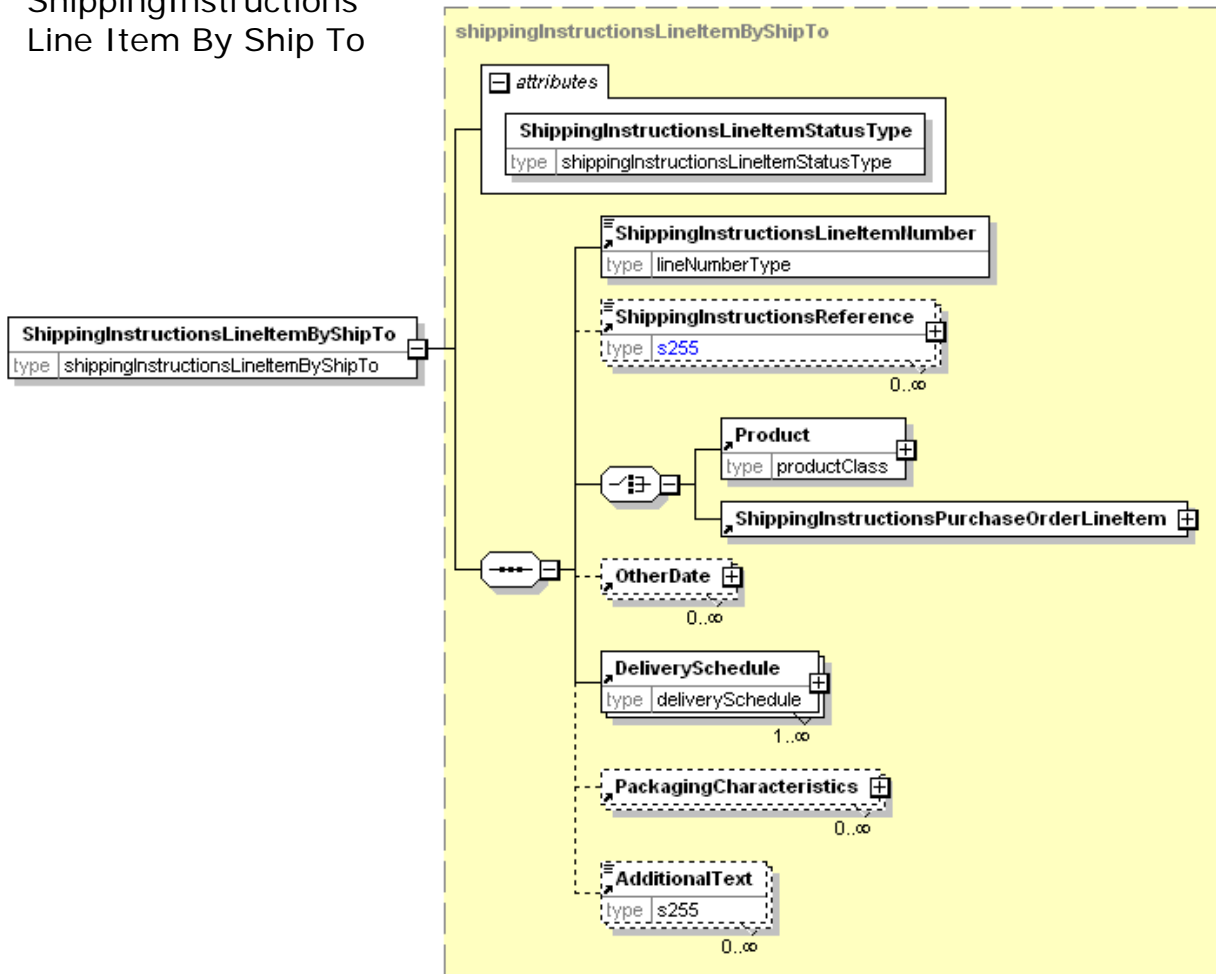 ShippingInstructions
Line Item By Ship To
shippingInstructionsLineItemByShipTo
attributes
ShippingInstructionsLineItemStatusType
type shippingInstructionsLineItemStatusType
ShippingInstructionsLineItemNumber
type lineNumberType
ShippingInstructionsReference
type s255
0..∞
ShippingInstructionsLineItemByShipTo
type shippingInstructionsLineItemByShipTo
Product
type productClass
ShippingInstructionsPurchaseOrderLineItem
OtherDate
0..∞
DeliverySchedule
type deliverySchedule
1..∞
PackagingCharacteristics
0..∞
AdditionalText
type s255
0..∞